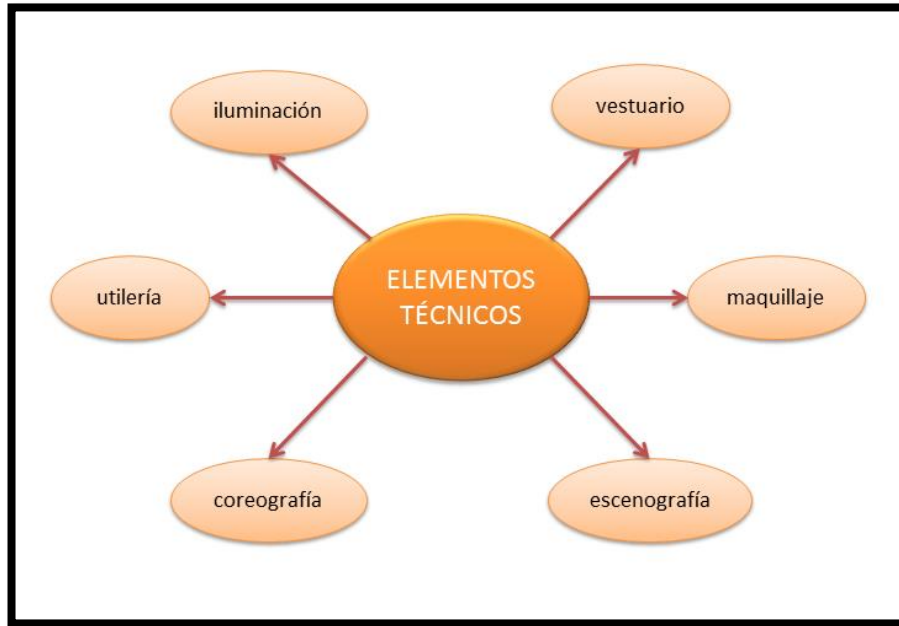 iluminación
vestuario
ELEMENTOS
TÉCNICOS
utilería
maquillaje
coreografía
escenografía